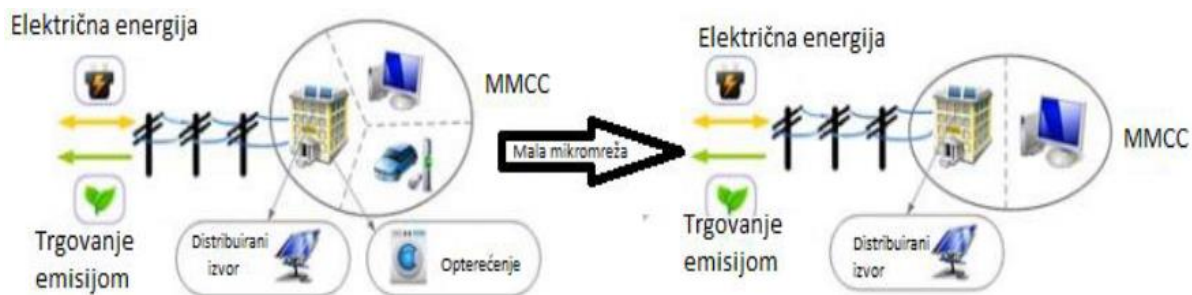 Električna energija
MMCC
Trgovanje
emisijom
Distribuirani
izvor
Opterećenje
Mala mikromreža
Električna energija
MMCC
Trgovanje
emisijom
Distribuirani
izvor